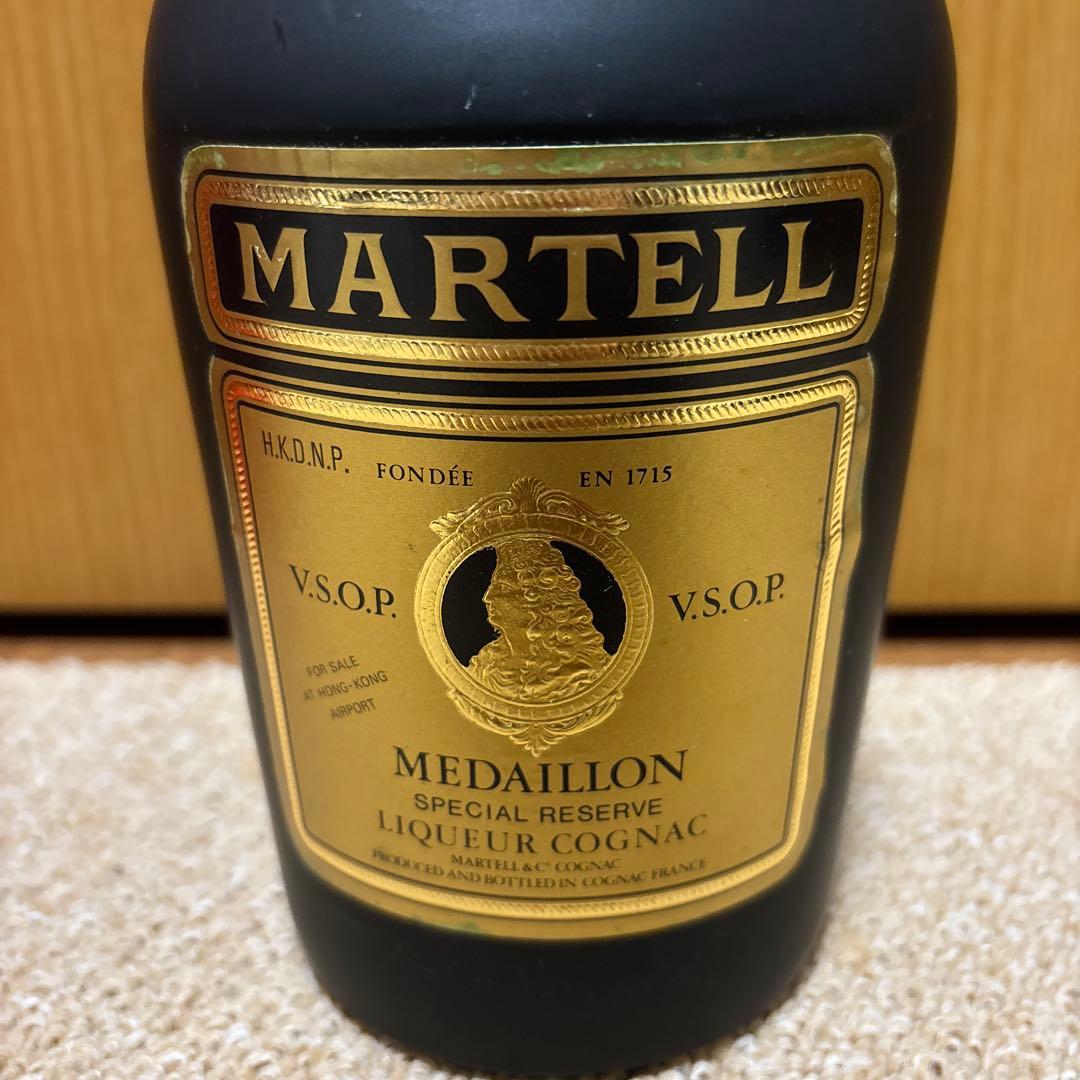 MARTELL
H.K.D.N.P.
FONDÉE EN 1715
V.S.O.P. V.S.O.P.
FOR SALE
AT HONG-KONG
AIRPORT
MEDAILLON
SPECIAL RESERVE
LIQUEUR COGNAC
MARTELL & Cº COGNAC
PRODUCED AND BOTTLED IN COGNAC FRANCE